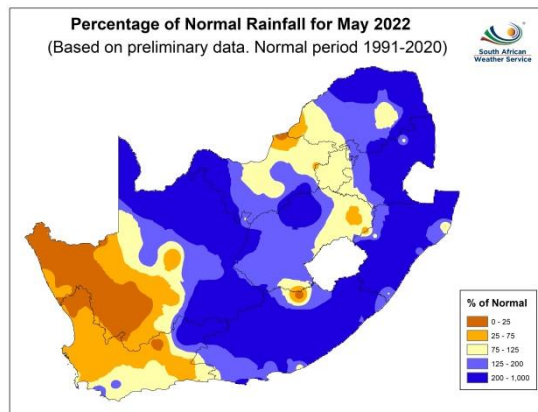 Percentage of Normal Rainfall for May 2022
(Based on preliminary data. Normal period 1991-2020)
South African
Weather Service
% of Normal
0 - 25
25 - 75
75 - 125
125 - 200
200 - 1,000